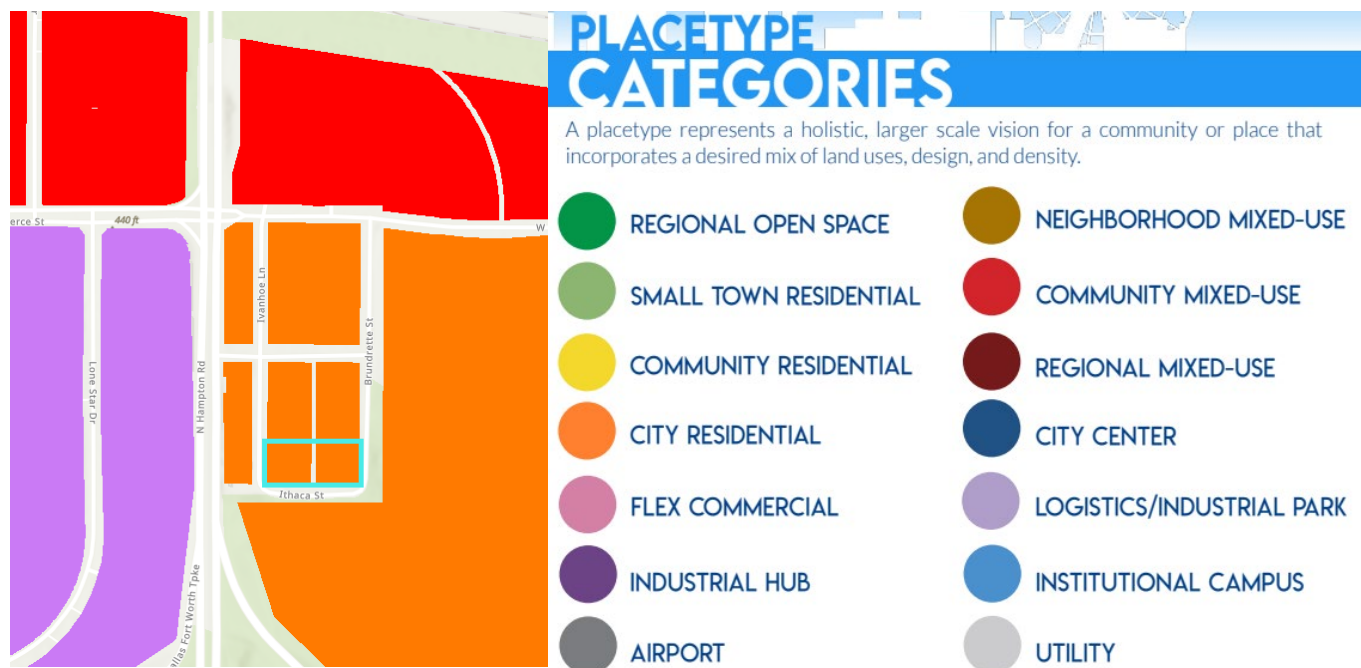 erce St
440 ft
W
Ivanhoe Ln
Brundrette St
Lone Star Dr
N Hampton Rd
Ithaca St
allas Fort Worth Tpke
PLACETYPE
CATEGORIES
A placetype represents a holistic, larger scale vision for a community or place that
incorporates a desired mix of land uses, design, and density.
REGIONAL OPEN SPACE
SMALL TOWN RESIDENTIAL
COMMUNITY RESIDENTIAL
CITY RESIDENTIAL
FLEX COMMERCIAL
INDUSTRIAL HUB
AIRPORT
NEIGHBORHOOD MIXED-USE
COMMUNITY MIXED-USE
REGIONAL MIXED-USE
CITY CENTER
LOGISTICS/INDUSTRIAL PARK
INSTITUTIONAL CAMPUS
UTILITY